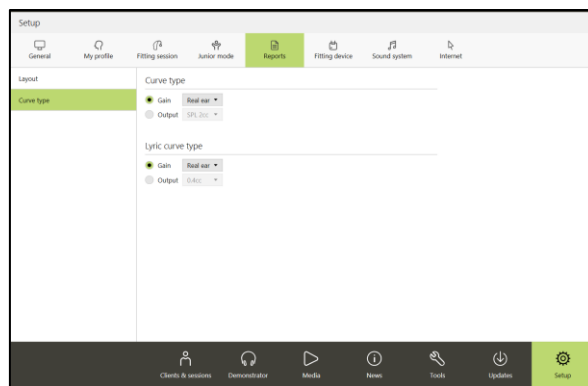 Setup
General My profile Fitting session Junior mode Reports Fitting device Sound system Internet
Layout
Curve type
Curve type
Gain Real ear
Output SPL 2cc
Lyric curve type
Gain Real ear
Output 0.4cc
Clients & sessions Demonstrator Media News Tools Updates Setup